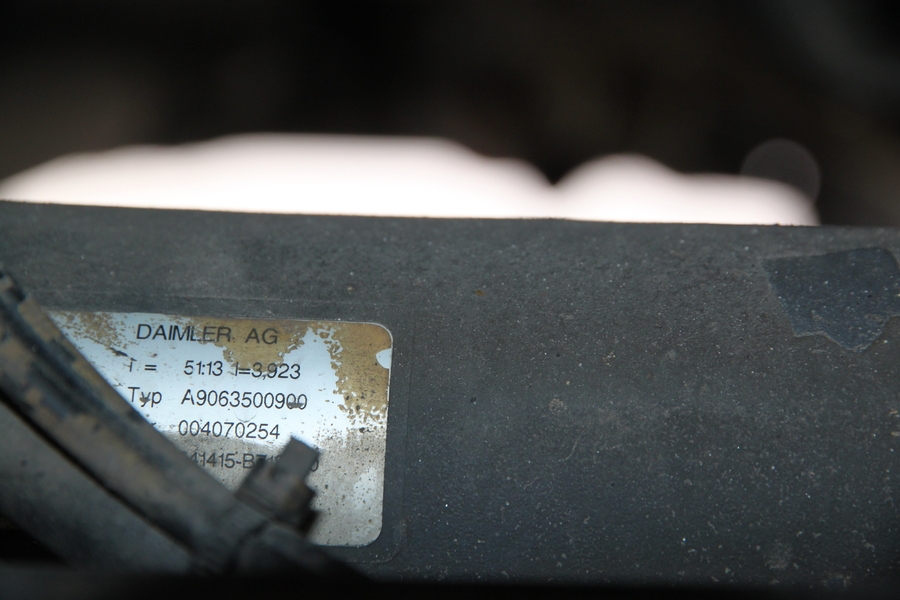 DAIMLER AG
i = 51:13 i=3,923
Typ A9063500900
004070254